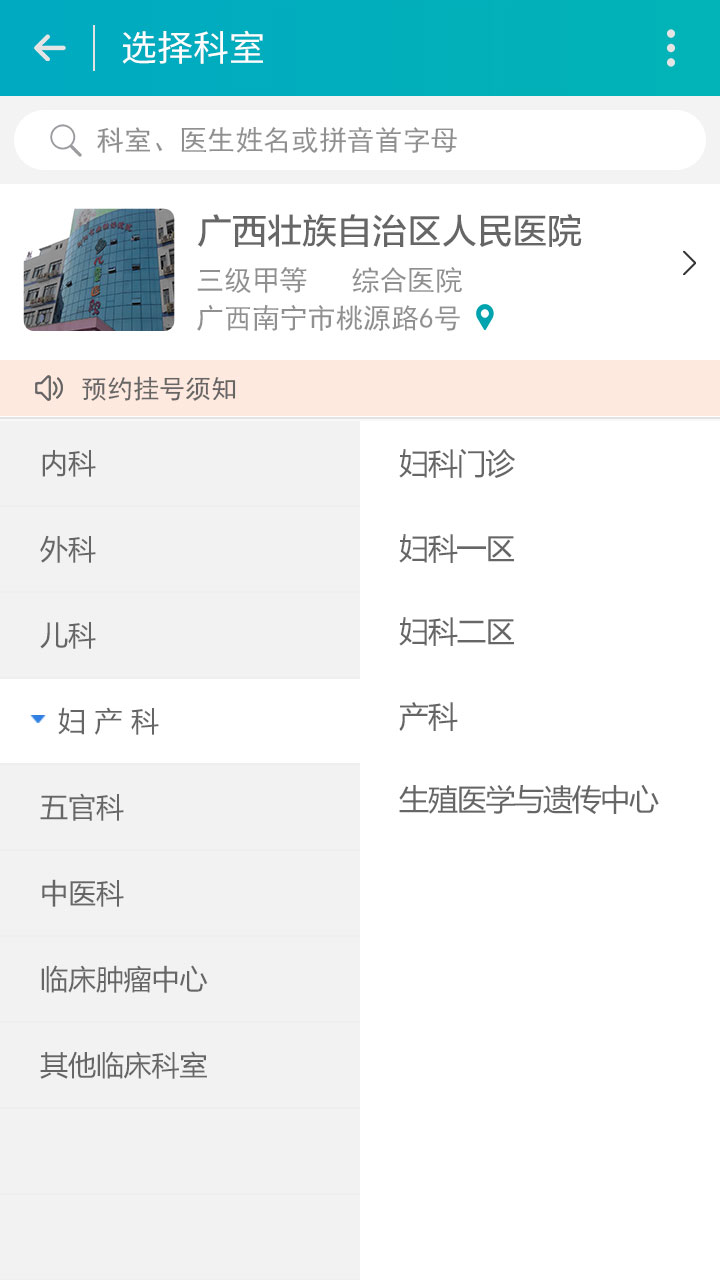 选择科室
科室、医生姓名或拼音首字母
广西壮族自治区人民医院
三级甲等 综合医院
广西南宁市桃源路6号
预约挂号须知
内科
外科
儿科
妇产科
五官科
中医科
临床肿瘤中心
其他临床科室
妇科门诊
妇科一区
妇科二区
产科
生殖医学与遗传中心